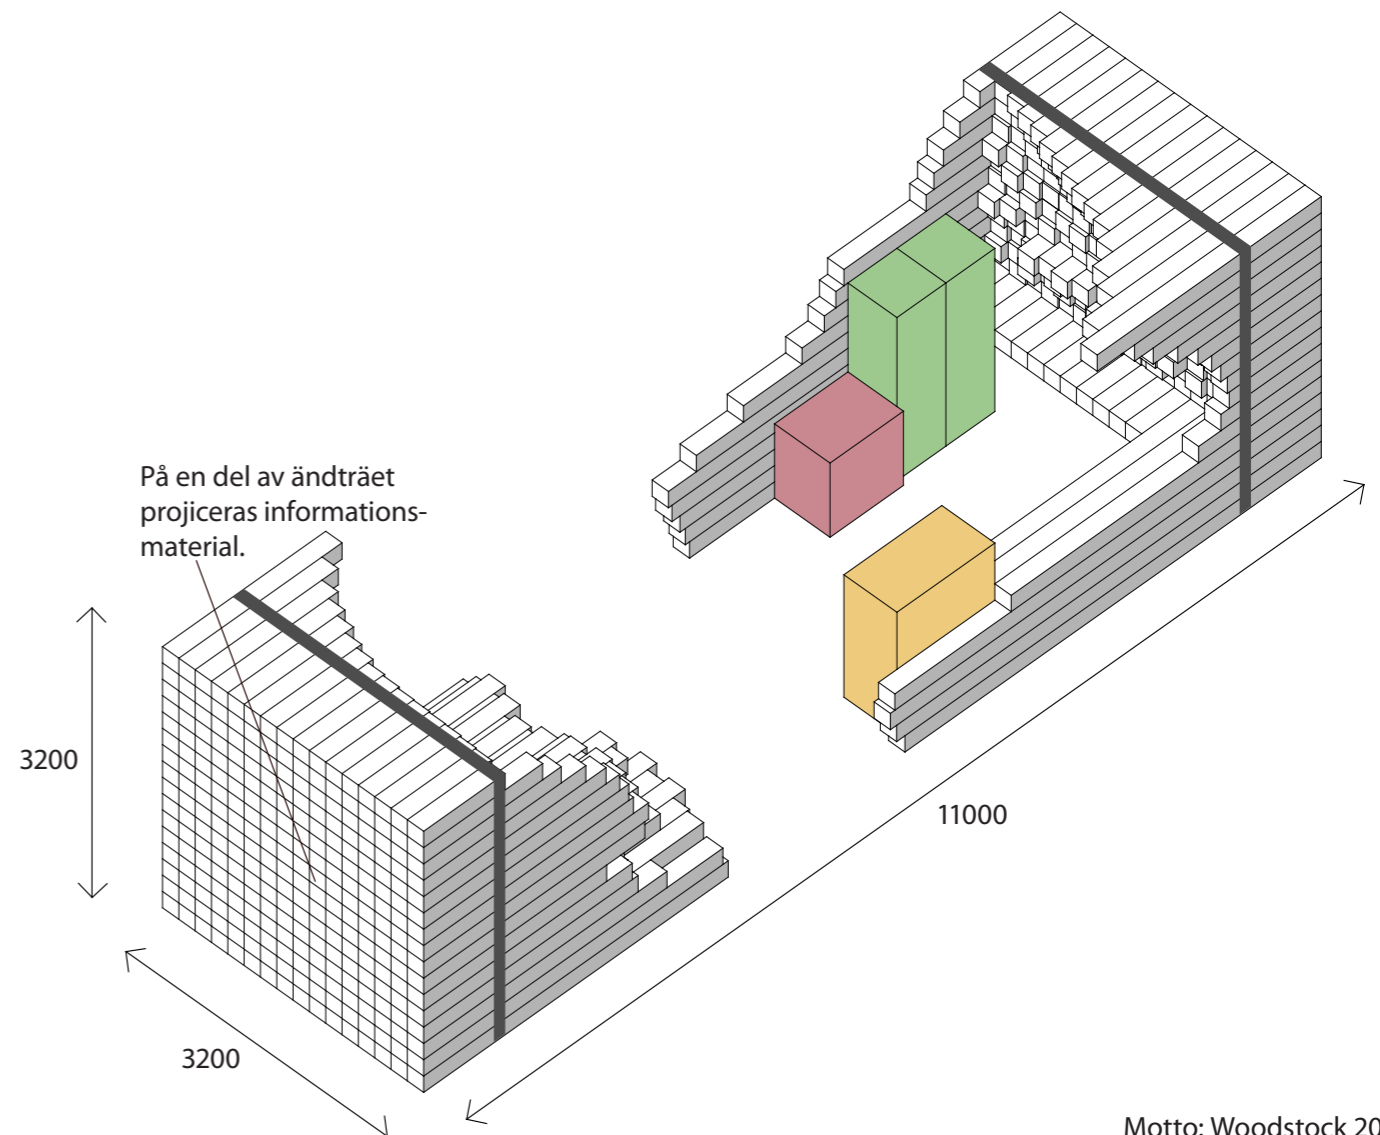 På en del av ändträet
projiceras informations-
material.
3200
11000
3200
Motto: Woodstock 20